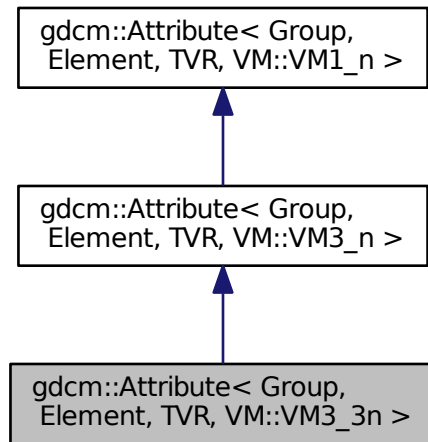 gdcm::Attribute< Group,
Element, TVR, VM::VM1_n >
gdcm::Attribute< Group,
Element, TVR, VM::VM3_n >
gdcm::Attribute< Group,
Element, TVR, VM::VM3_3n >